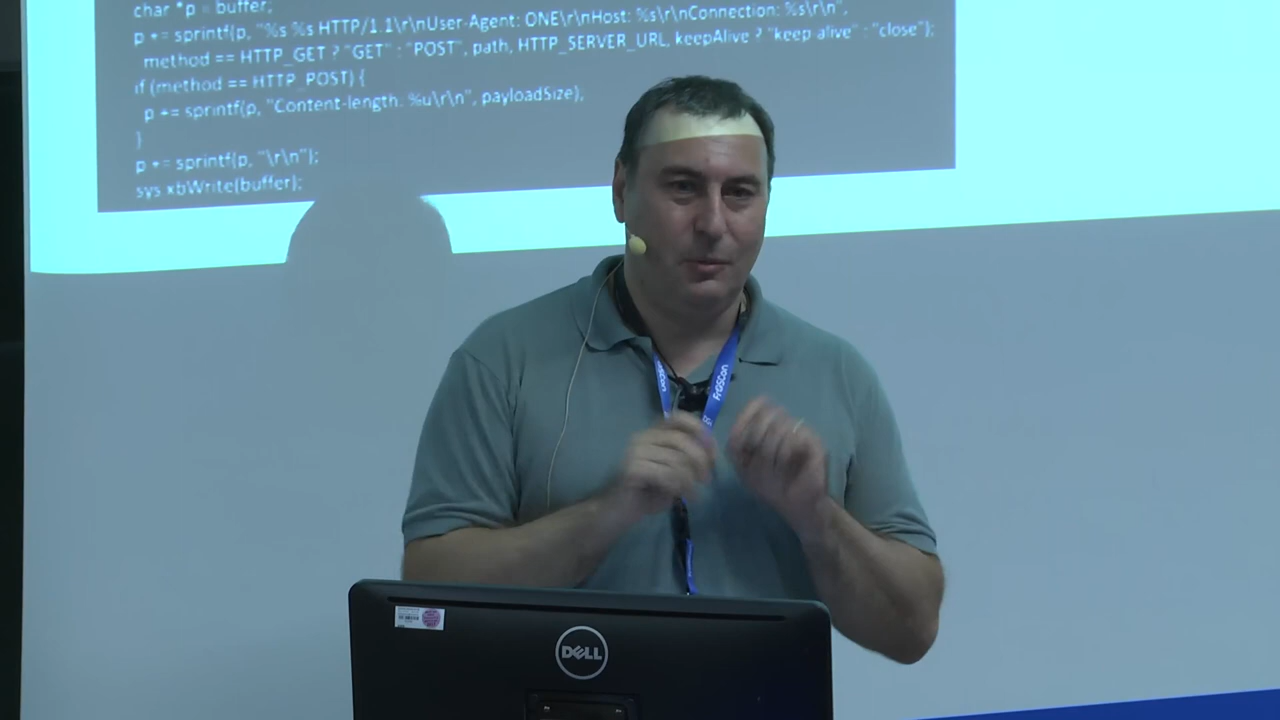 char *p = buffer;
p += sprintf(p, "%s %s HTTP/1.1\r\nUser-Agent: ONE\r\nHost: %s\r\nConnection: %s\r\n",
method == HTTP_GET ? "GET" : "POST", path, HTTP_SERVER_URL, keepAlive ? "keep-alive" : "close");
if (method == HTTP_POST) {
p += sprintf(p, "Content-length: %u\r\n", payloadSize);
}
p += sprintf(p, "\r\n");
sys.xbWrite(buffer);
FrOSCon
DELL